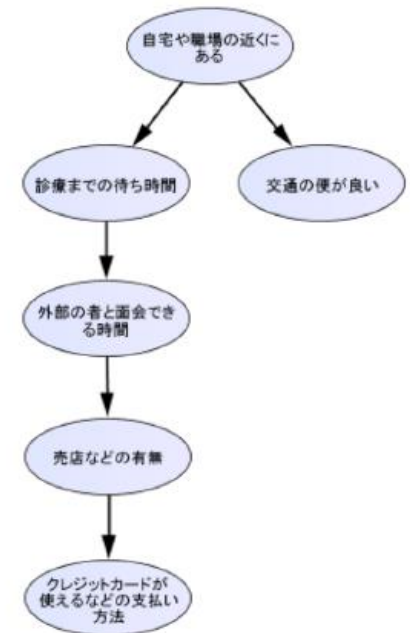 自宅や職場の近くに
ある
診療までの待ち時間
交通の便が良い
外部の者と面会でき
る時間
売店などの有無
クレジットカードが
使えるなどの支払い
方法